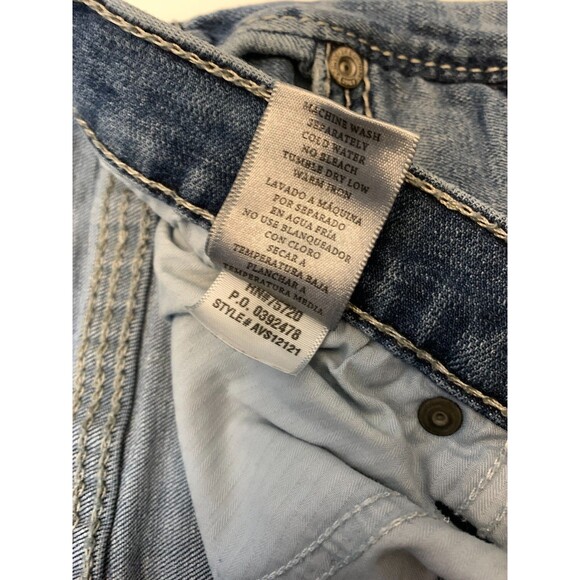 MACHINE WASH
SEPARATELY
COLD WATER
NO BLEACH
TUMBLE DRY LOW
WARM IRON
LAVADO A MÁQUINA
POR SEPARADO
EN AGUA FRÍA
NO USE BLANQUEADOR
CON CLORO
SECAR A
TEMPERATURA BAJA
PLANCHAR A
TEMPERATURA MEDIA
RN#75720
P.O. 0392478
STYLE# AVS12121